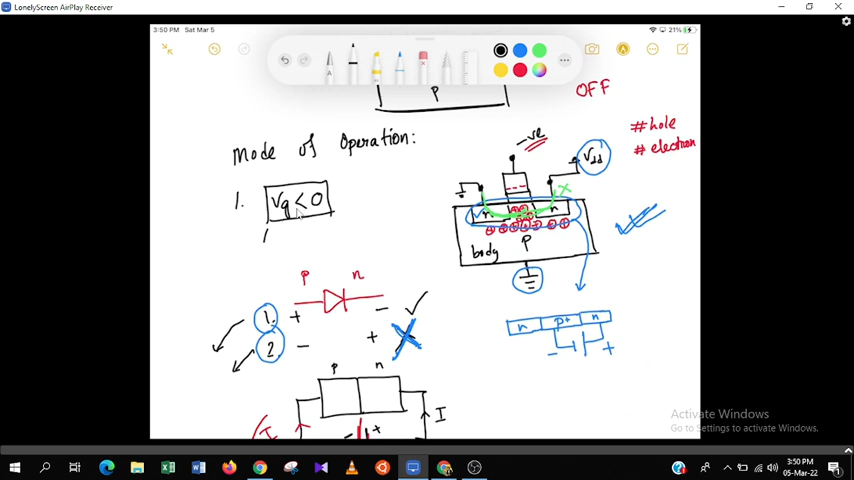 LonelyScreen AirPlay Receiver
3:50 PM Sat Mar 5
21%
A
P
OFF
Mode of Operation:
#hole
#electron
-ve
Vdd
1. Vg < 0
n n
body P
p n
1. + -
2. - +
n p+ n
- +
p n
I I
- +
Activate Windows
Go to Settings to activate Windows.
3:50 PM
05-Mar-22